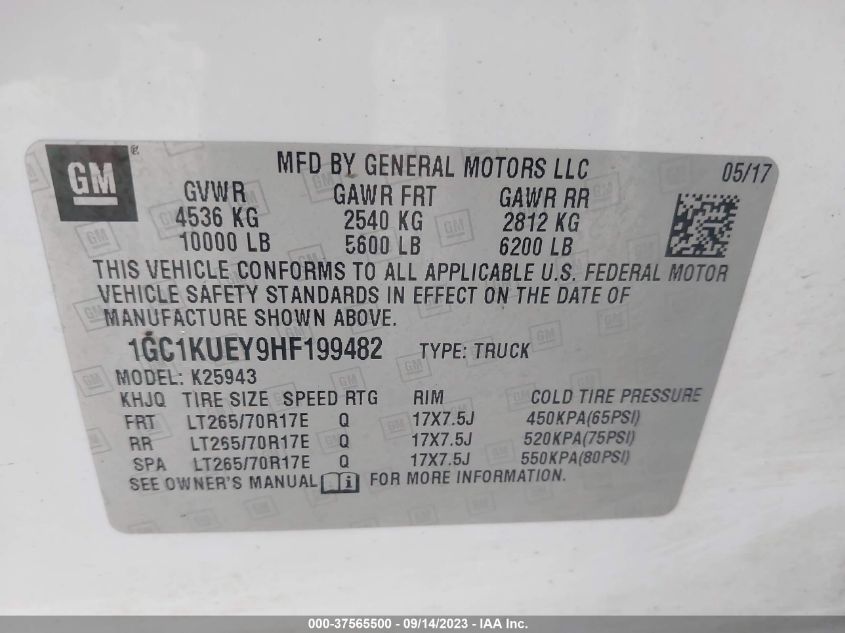 GM
MFD BY GENERAL MOTORS LLC 05/17
GVWR GAWR FRT GAWR RR
4536 KG 2540 KG 2812 KG
10000 LB 5600 LB 6200 LB
THIS VEHICLE CONFORMS TO ALL APPLICABLE U.S. FEDERAL MOTOR
VEHICLE SAFETY STANDARDS IN EFFECT ON THE DATE OF
MANUFACTURE SHOWN ABOVE.
1GC1KUEY9HF199482 TYPE: TRUCK
MODEL: K25943
KHJQ TIRE SIZE SPEED RTG RIM COLD TIRE PRESSURE
FRT LT265/70R17E Q 17X7.5J 450KPA(65PSI)
RR LT265/70R17E Q 17X7.5J 520KPA(75PSI)
SPA LT265/70R17E Q 17X7.5J 550KPA(80PSI)
SEE OWNER'S MANUAL FOR MORE INFORMATION.
000-37565500 - 09/14/2023 - IAA Inc.